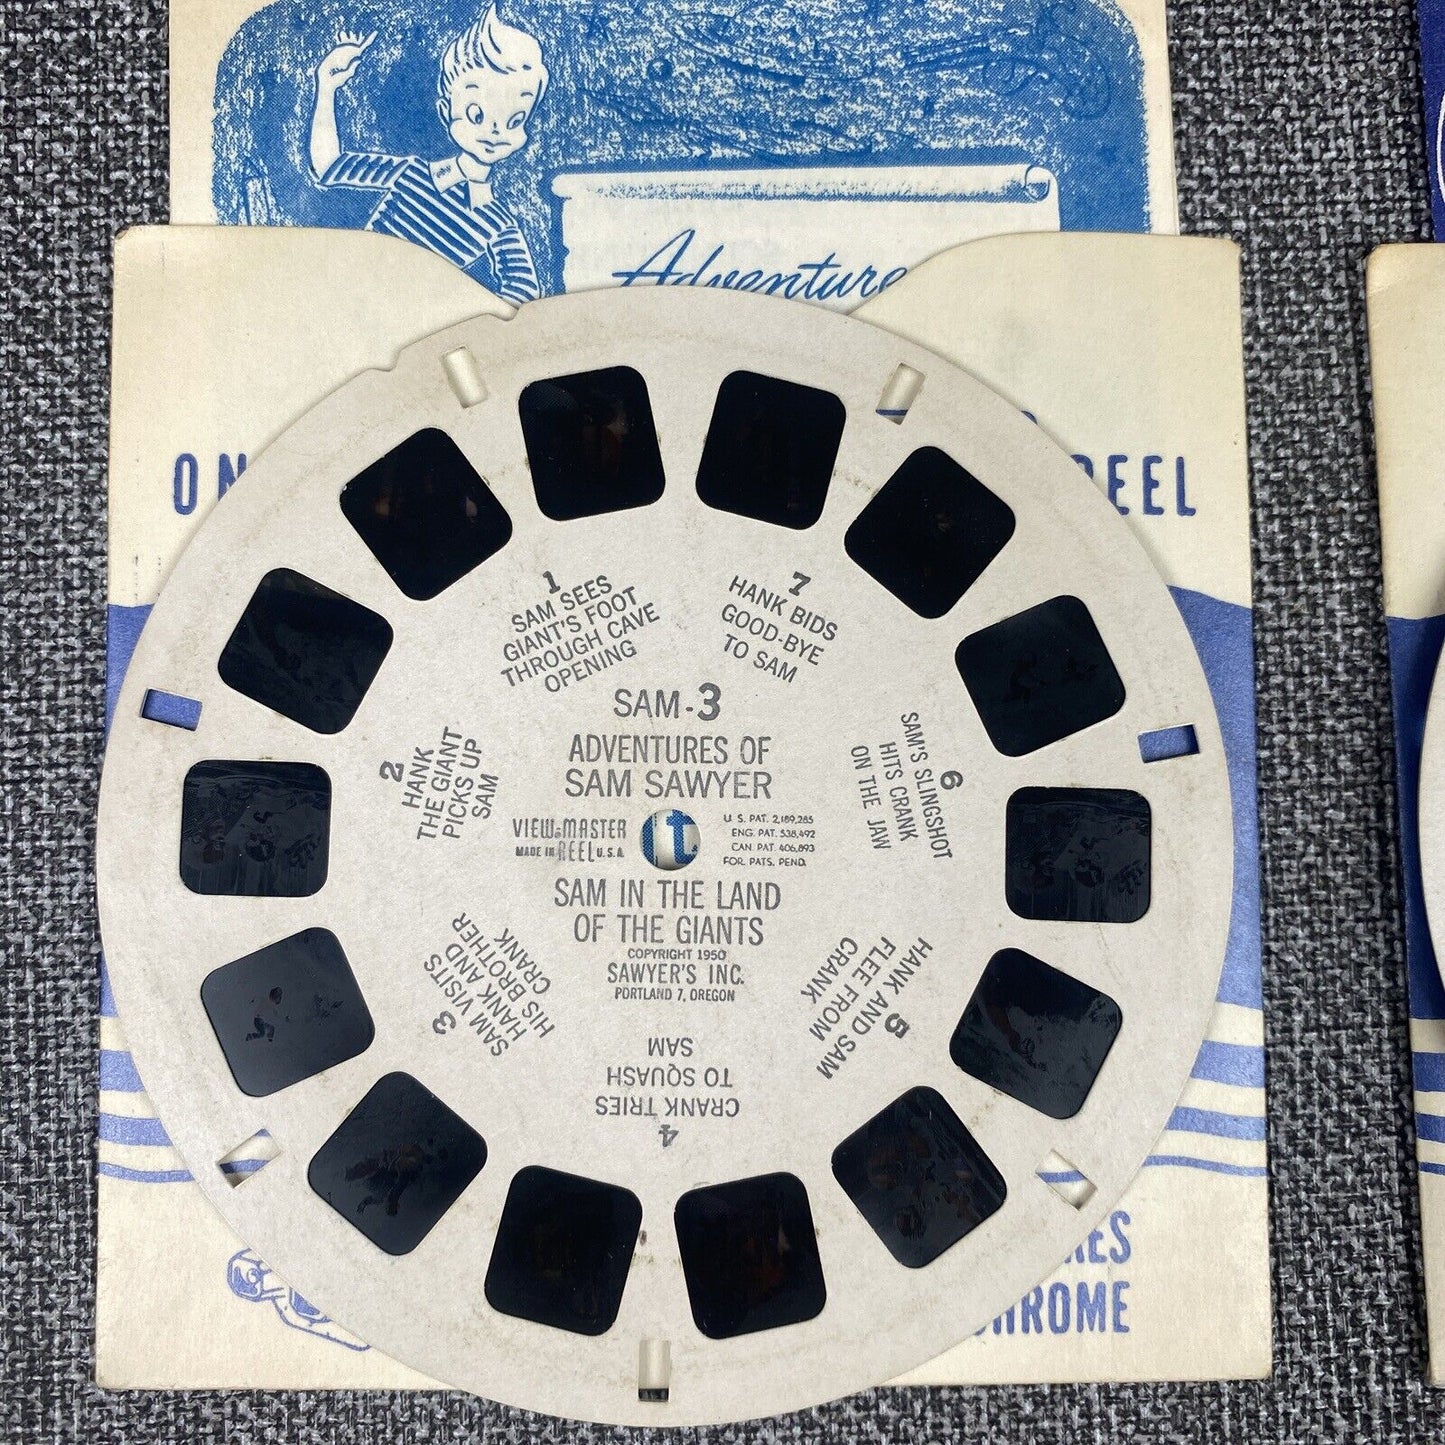 Adventure
ON
REEL
1
SAM SEES
GIANT'S FOOT
THROUGH CAVE
OPENING
7
HANK BIDS
GOOD-BYE
TO SAM
SAM-3
ADVENTURES OF
SAM SAWYER
2
HANK
THE GIANT
PICKS UP
SAM
6
SAM'S SLINGSHOT
HITS CRANK
ON THE JAW
VIEW-MASTER
MADE IN REEL U.S.A.
U.S. PAT. 2,189,285
ENG. PAT. 538,492
CAN. PAT. 406,893
FOR. PATS. PEND.
SAM IN THE LAND
OF THE GIANTS
COPYRIGHT 1950
SAWYER'S INC.
PORTLAND 7, OREGON
3
SAM VISITS
HANK AND
HIS BROTHER
CRANK
5
HANK AND SAM
FLEE FROM
CRANK
4
CRANK TRIES
TO SQUASH
SAM